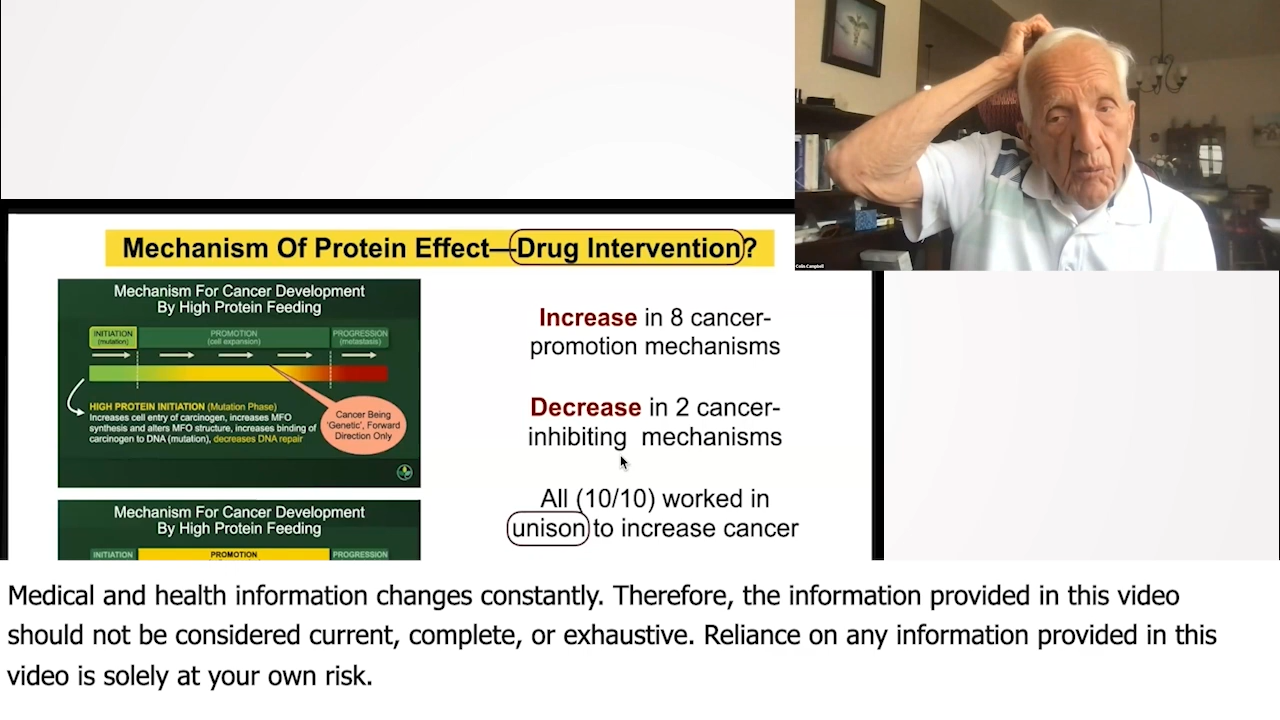 Colin Campbell
Mechanism Of Protein Effect—Drug Intervention?
Mechanism For Cancer Development
By High Protein Feeding
INITIATION
(mutation)
PROMOTION
(cell expansion)
PROGRESSION
(metastasis)
HIGH PROTEIN INITIATION (Mutation Phase)
Increases cell entry of carcinogen, increases MFO
synthesis and alters MFO structure, increases binding of
carcinogen to DNA (mutation), decreases DNA repair
Cancer Being
'Genetic', Forward
Direction Only
Mechanism For Cancer Development
By High Protein Feeding
INITIATION
PROMOTION
PROGRESSION
Increase in 8 cancer-
promotion mechanisms
Decrease in 2 cancer-
inhibiting mechanisms
All (10/10) worked in
unison to increase cancer
Medical and health information changes constantly. Therefore, the information provided in this video
should not be considered current, complete, or exhaustive. Reliance on any information provided in this
video is solely at your own risk.